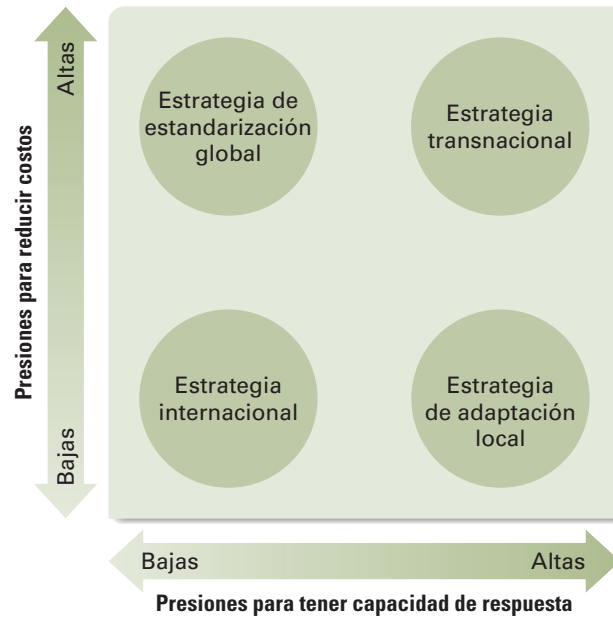 Altas
Presiones para reducir costos
Bajas
Estrategia de
estandarización
global
Estrategia
transnacional
Estrategia
internacional
Estrategia
de adaptación
local
Bajas
Altas
Presiones para tener capacidad de respuesta